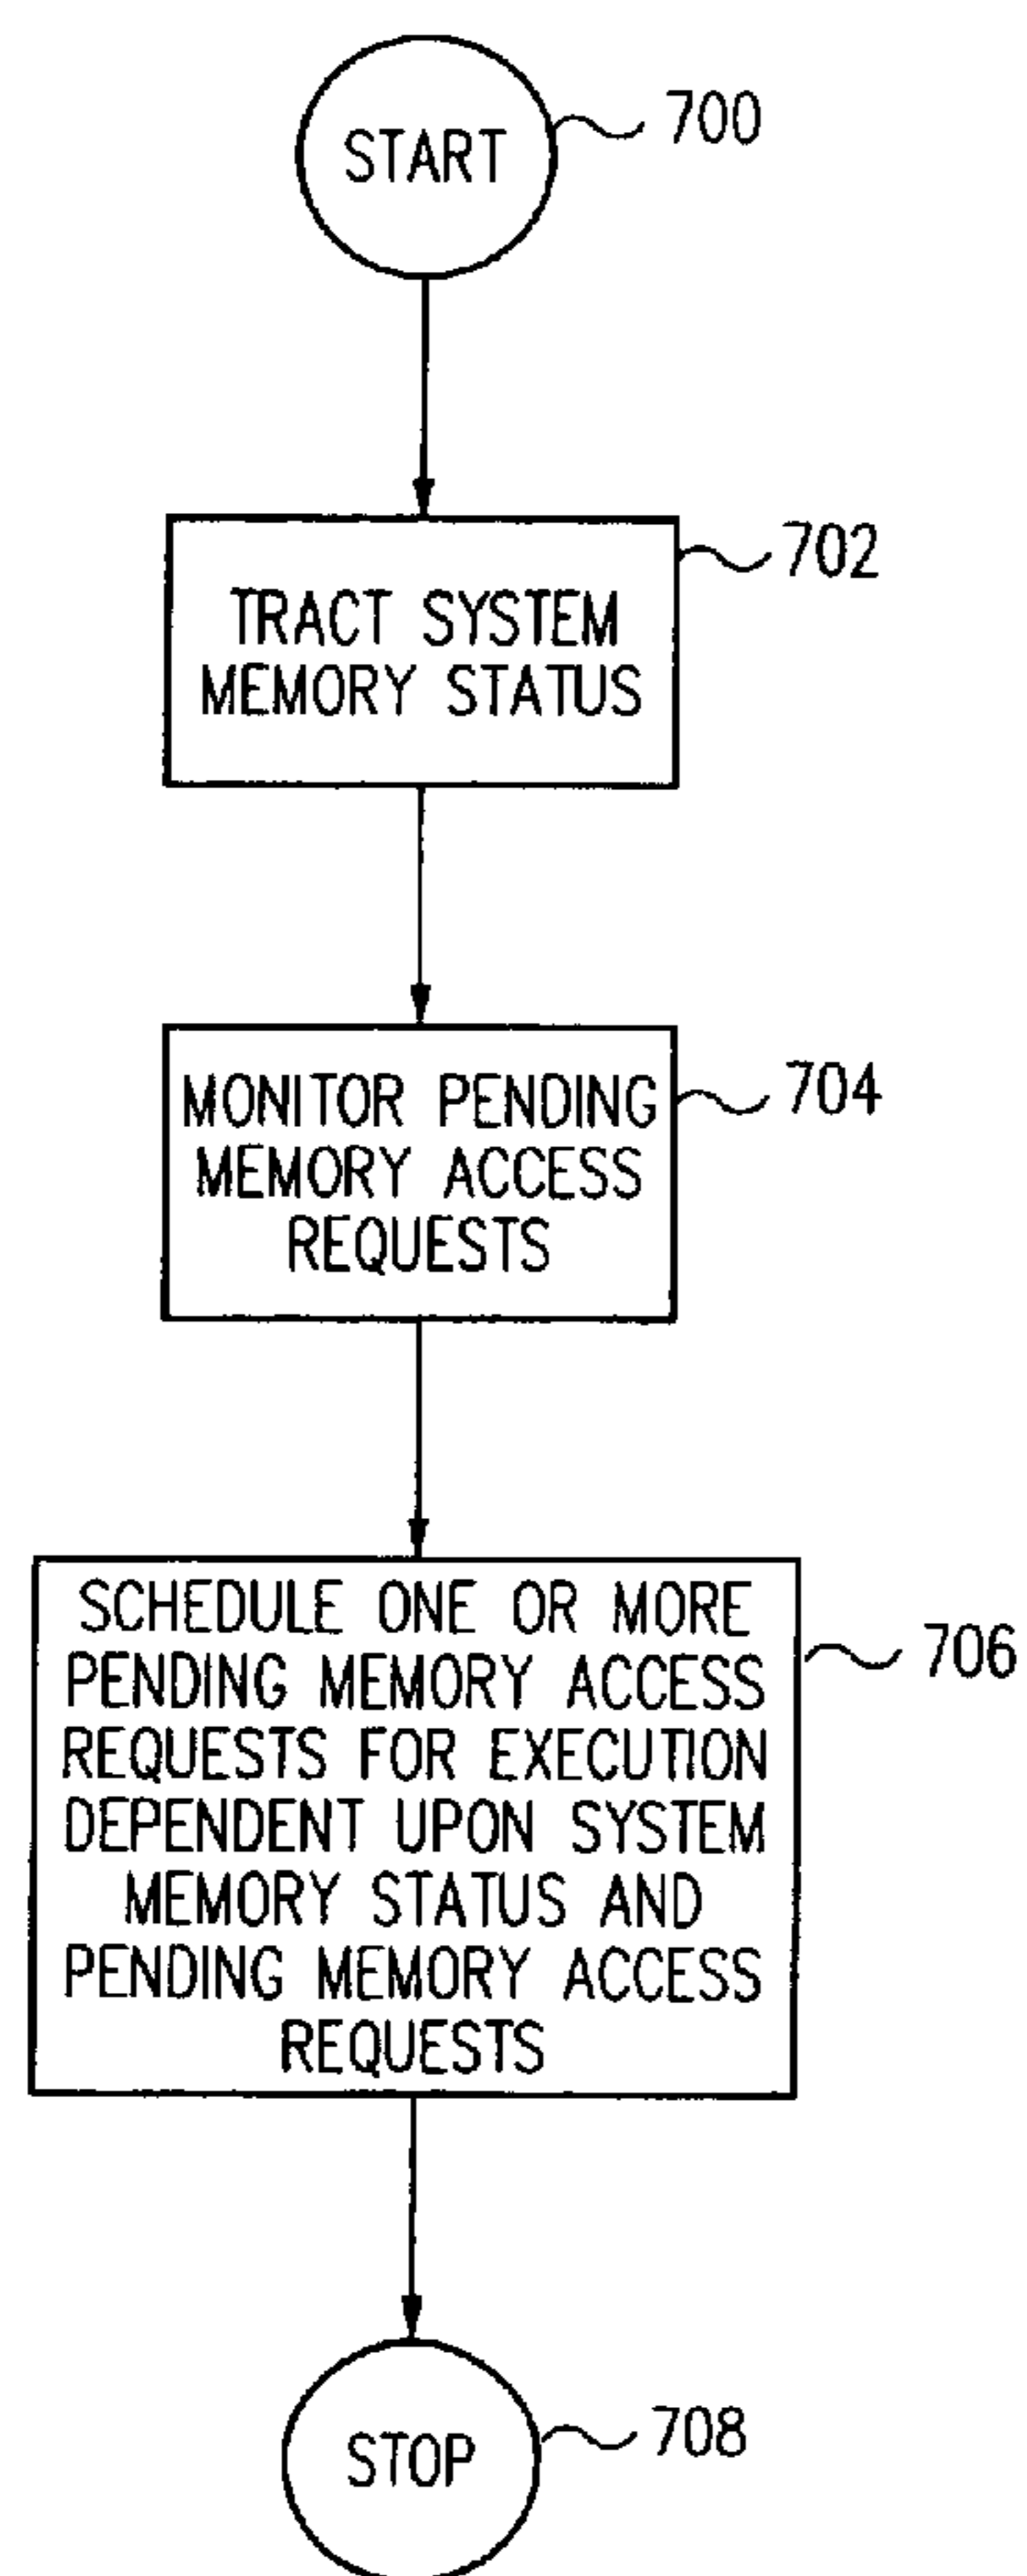 START
700
TRACT SYSTEM
MEMORY STATUS
702
MONITOR PENDING
MEMORY ACCESS
REQUESTS
704
SCHEDULE ONE OR MORE
PENDING MEMORY ACCESS
REQUESTS FOR EXECUTION
DEPENDENT UPON SYSTEM
MEMORY STATUS AND
PENDING MEMORY ACCESS
REQUESTS
706
STOP
708